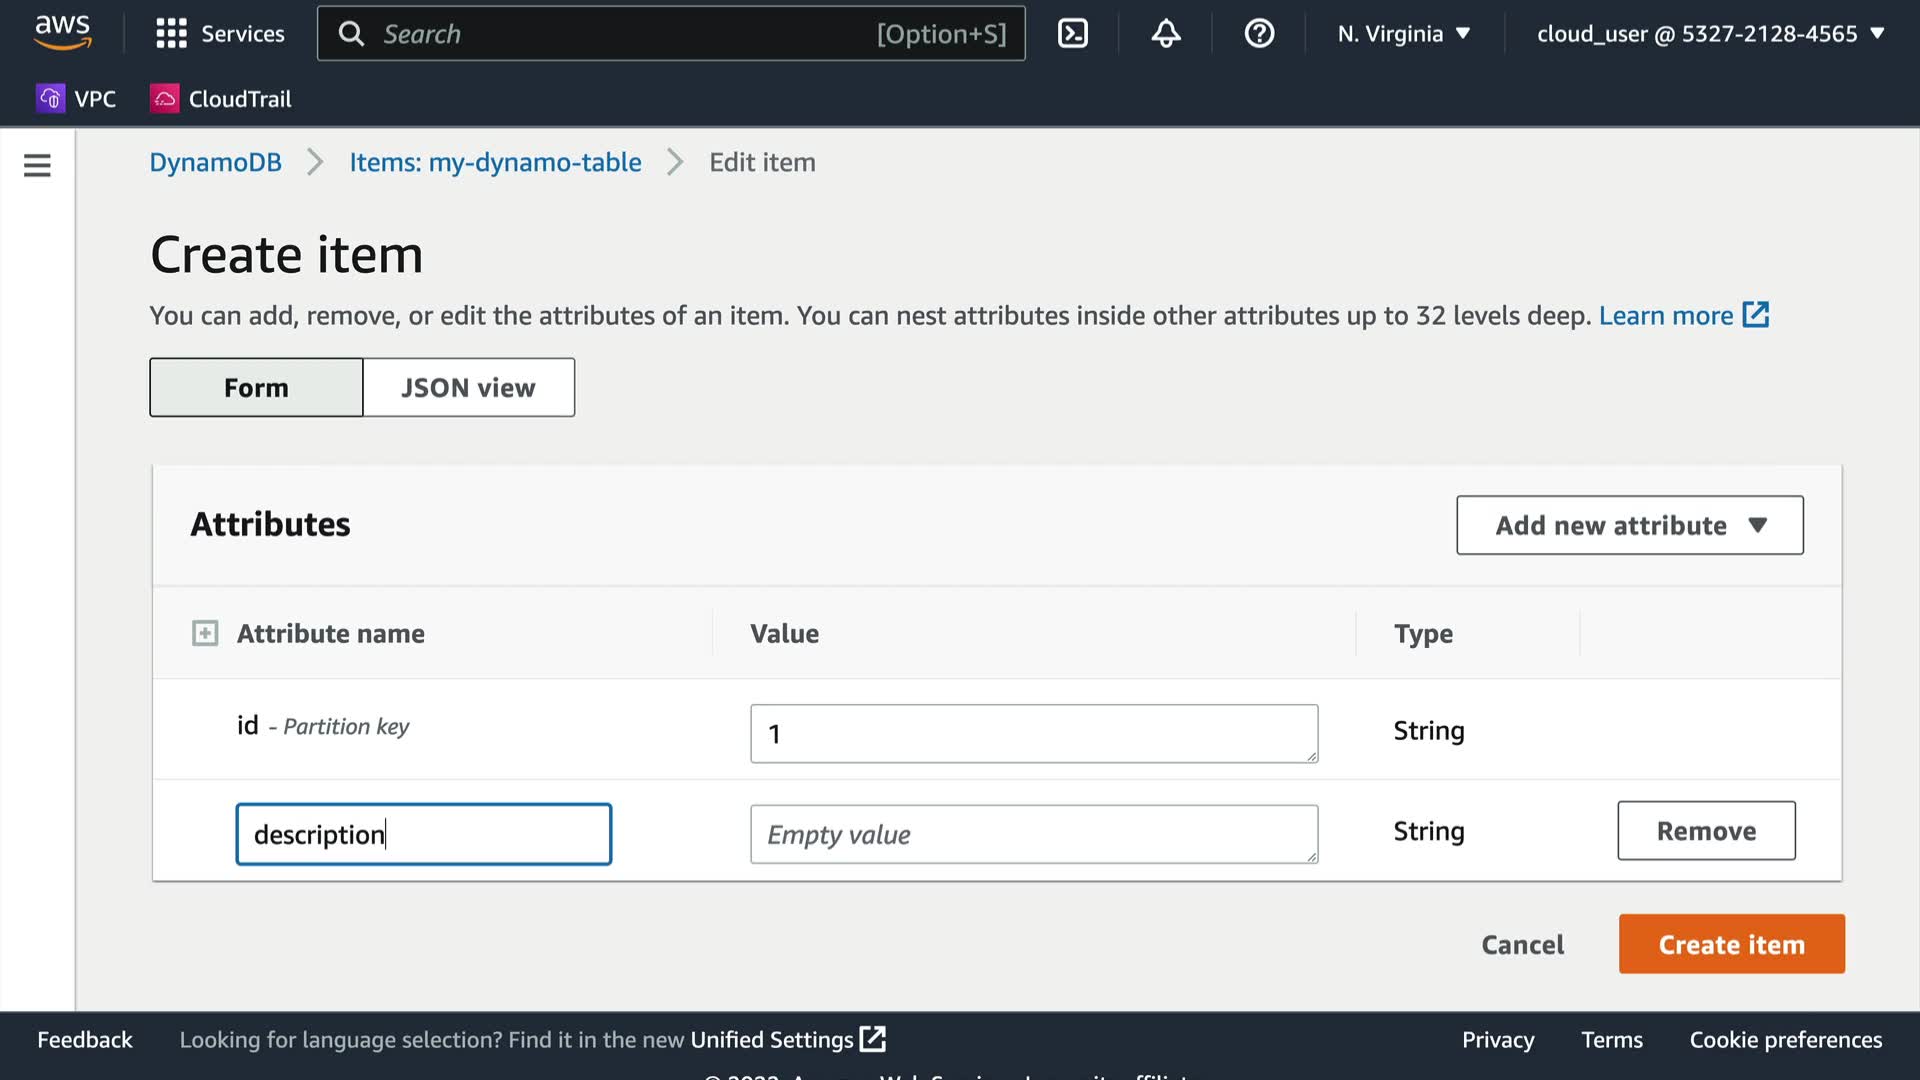 aws
Services
Search
[Option+S]
N. Virginia ▼
cloud_user @ 5327-2128-4565 ▼
VPC
CloudTrail
DynamoDB
Items: my-dynamo-table
Edit item
Create item
You can add, remove, or edit the attributes of an item. You can nest attributes inside other attributes up to 32 levels deep. Learn more
Form
JSON view
Attributes
Add new attribute ▼
Attribute name
Value
Type
id - Partition key
1
String
description
Empty value
String
Remove
Cancel
Create item
Feedback
Looking for language selection? Find it in the new Unified Settings
Privacy
Terms
Cookie preferences